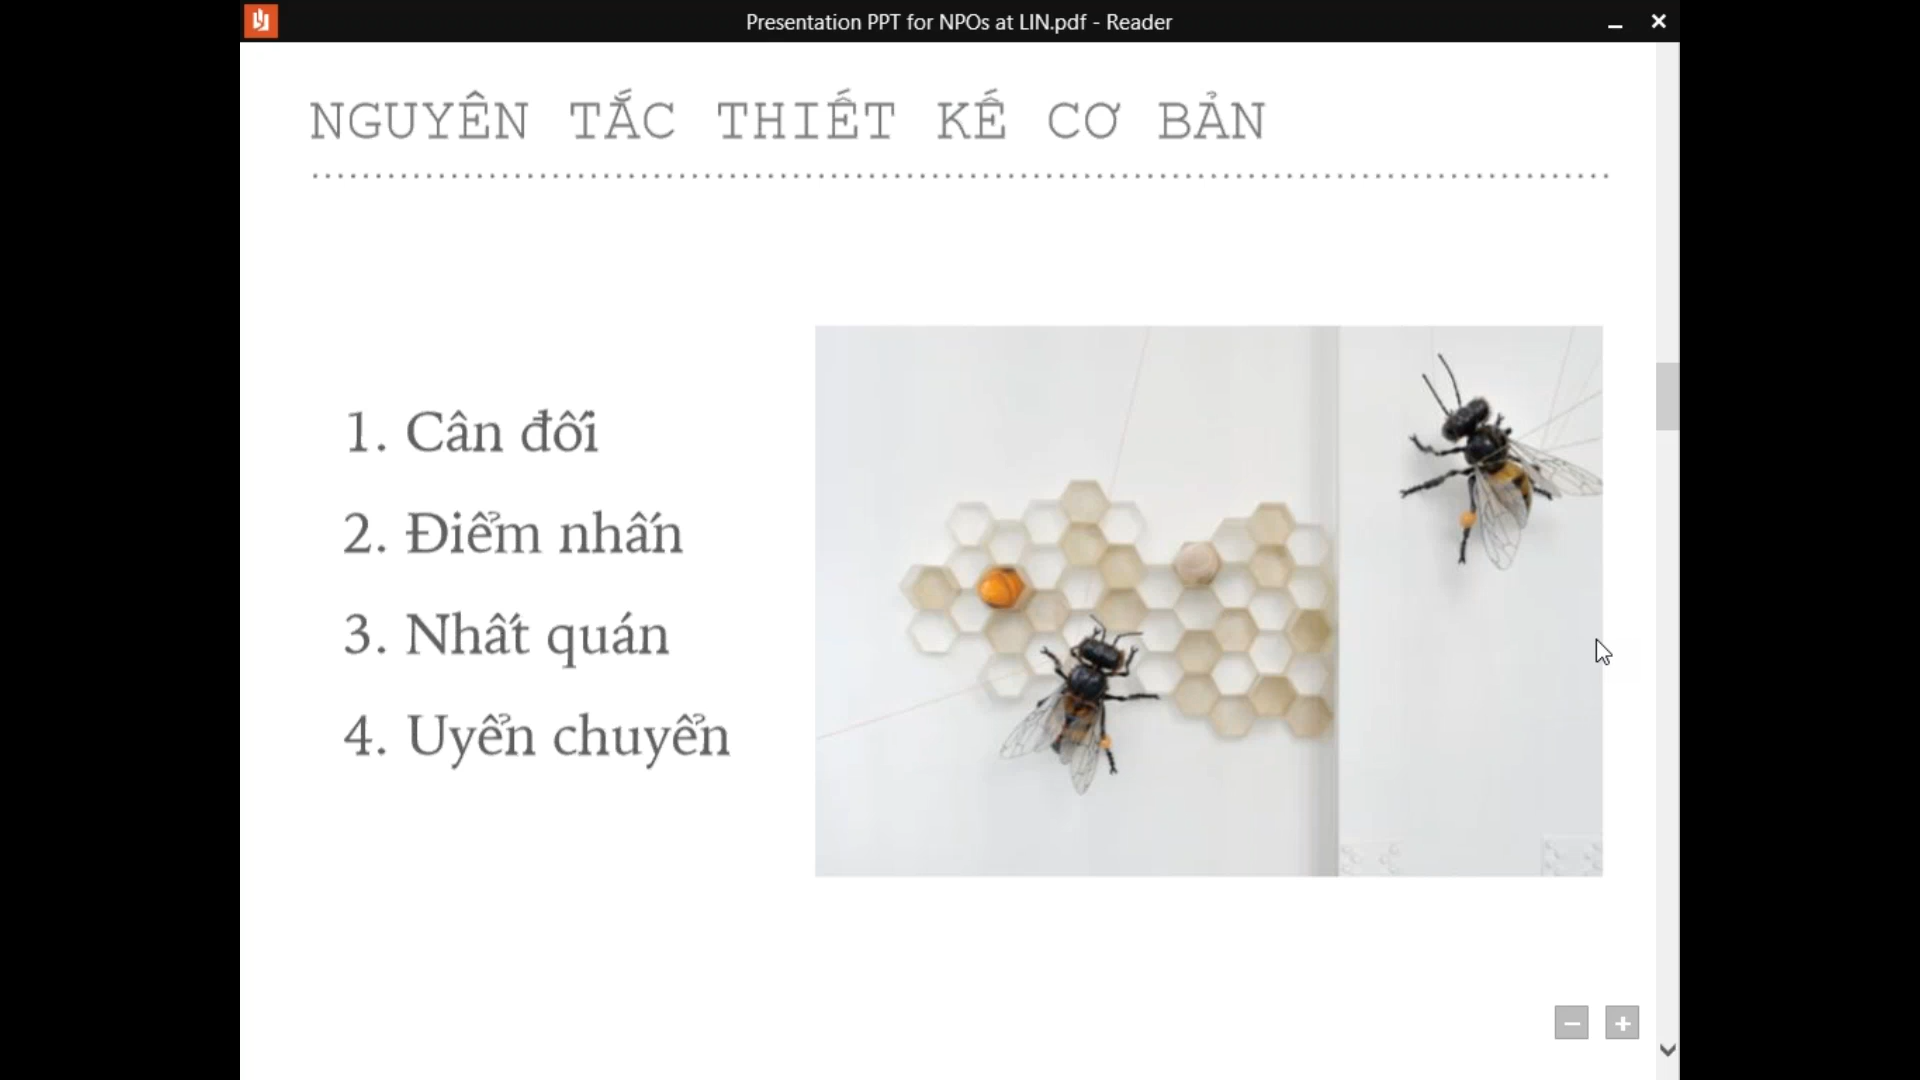 Presentation PPT for NPOs at LIN.pdf - Reader
NGUYÊN TẮC THIẾT KẾ CƠ BẢN
1. Cân đối
2. Điểm nhấn
3. Nhất quán
4. Uyển chuyển